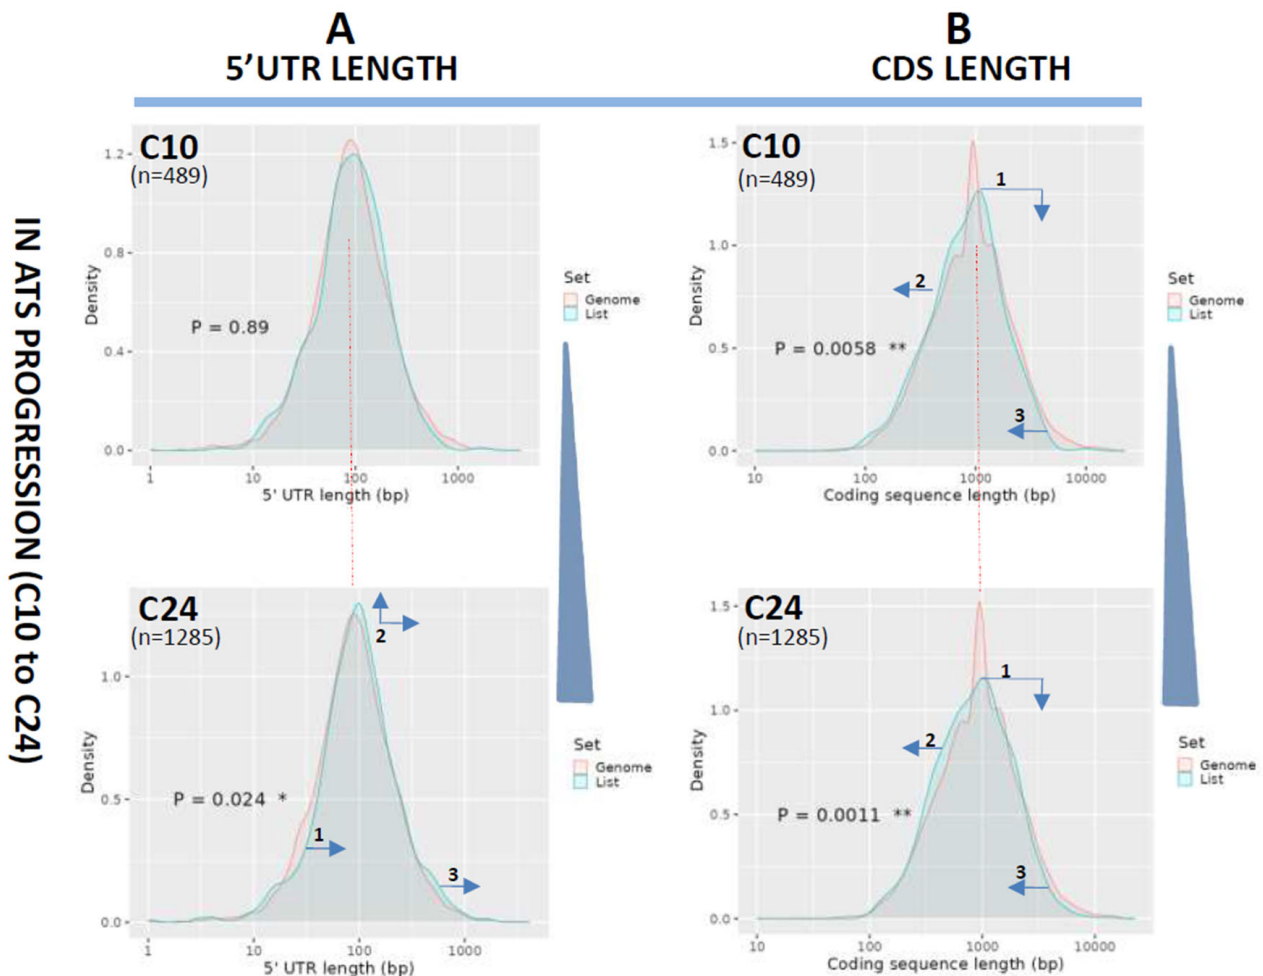 A
5'UTR LENGTH
B
CDS LENGTH
IN ATS PROGRESSION (C10 to C24)
C10
(n=489)
1.2
0.8
0.4
0.0
Density
P = 0.89
1
10
100
1000
5' UTR length (bp)
Set
Genome
List
C10
(n=489)
1.5
1.0
0.5
0.0
Density
1
2
3
P = 0.0058 **
10
100
1000
10000
Coding sequence length (bp)
Set
Genome
List
C24
(n=1285)
1.0
0.5
0.0
Density
2
1
3
P = 0.024 *
1
10
100
1000
5' UTR length (bp)
Set
Genome
List
C24
(n=1285)
1.5
1.0
0.5
0.0
Density
1
2
3
P = 0.0011 **
10
100
1000
10000
Coding sequence length (bp)
Set
Genome
List